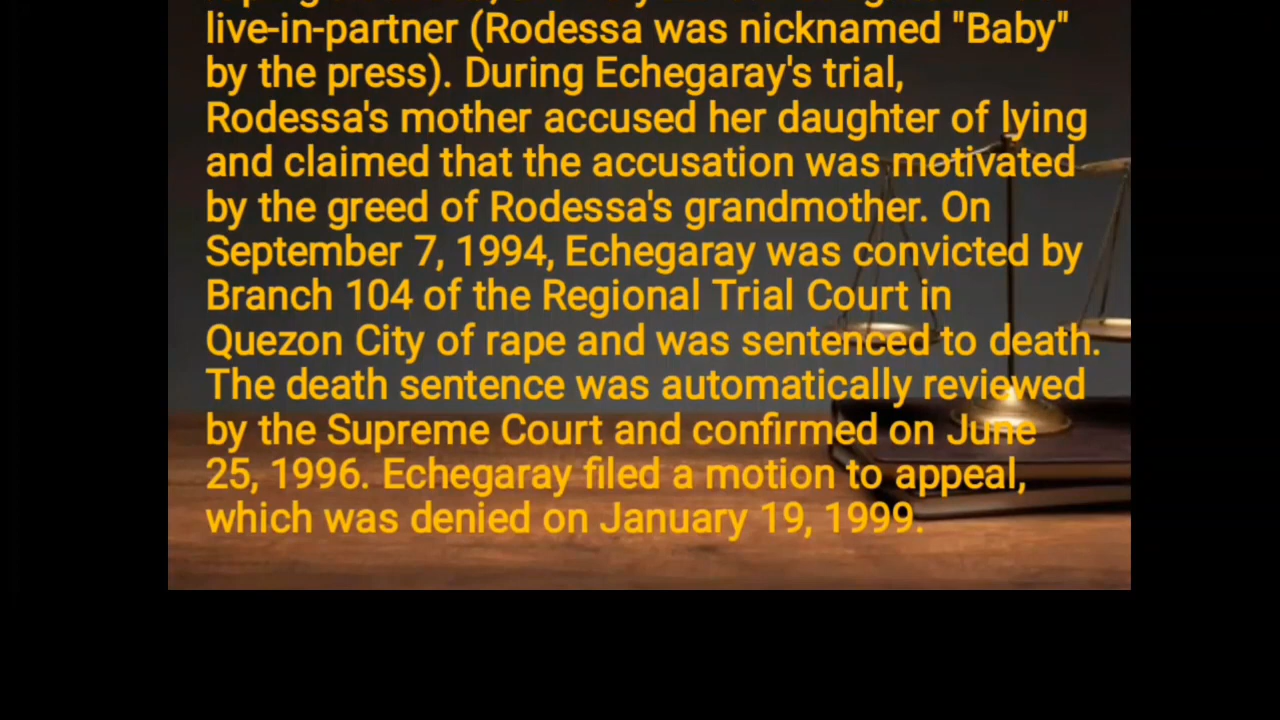 live-in-partner (Rodessa was nicknamed "Baby"
by the press). During Echegaray's trial,
Rodessa's mother accused her daughter of lying
and claimed that the accusation was motivated
by the greed of Rodessa's grandmother. On
September 7, 1994, Echegaray was convicted by
Branch 104 of the Regional Trial Court in
Quezon City of rape and was sentenced to death.
The death sentence was automatically reviewed
by the Supreme Court and confirmed on June
25, 1996. Echegaray filed a motion to appeal,
which was denied on January 19, 1999.